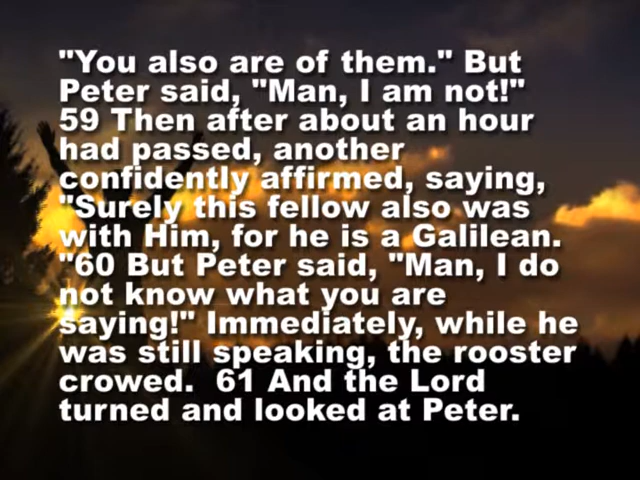 "You also are of them." But
Peter said, "Man, I am not!"
59 Then after about an hour
had passed, another
confidently affirmed, saying,
"Surely this fellow also was
with Him, for he is a Galilean.
"60 But Peter said, "Man, I do
not know what you are
saying!" Immediately, while he
was still speaking, the rooster
crowed.  61 And the Lord
turned and looked at Peter.